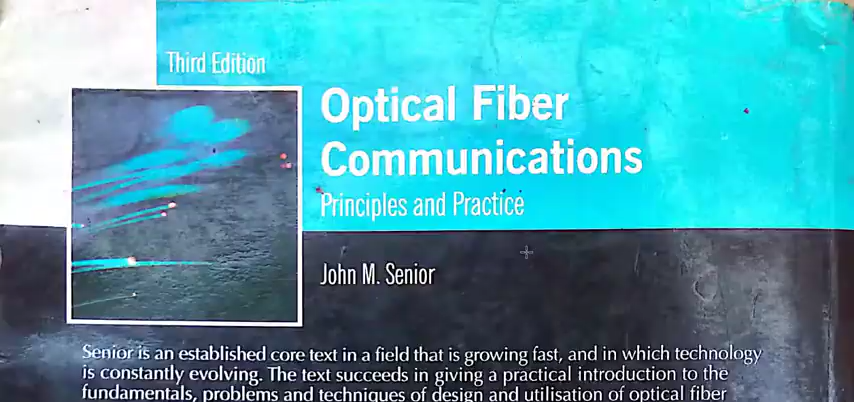 Third Edition
Optical Fiber
Communications
Principles and Practice
John M. Senior
Senior is an established core text in a field that is growing fast, and in which technology
is constantly evolving. The text succeeds in giving a practical introduction to the
fundamentals, problems and techniques of design and utilisation of optical fiber